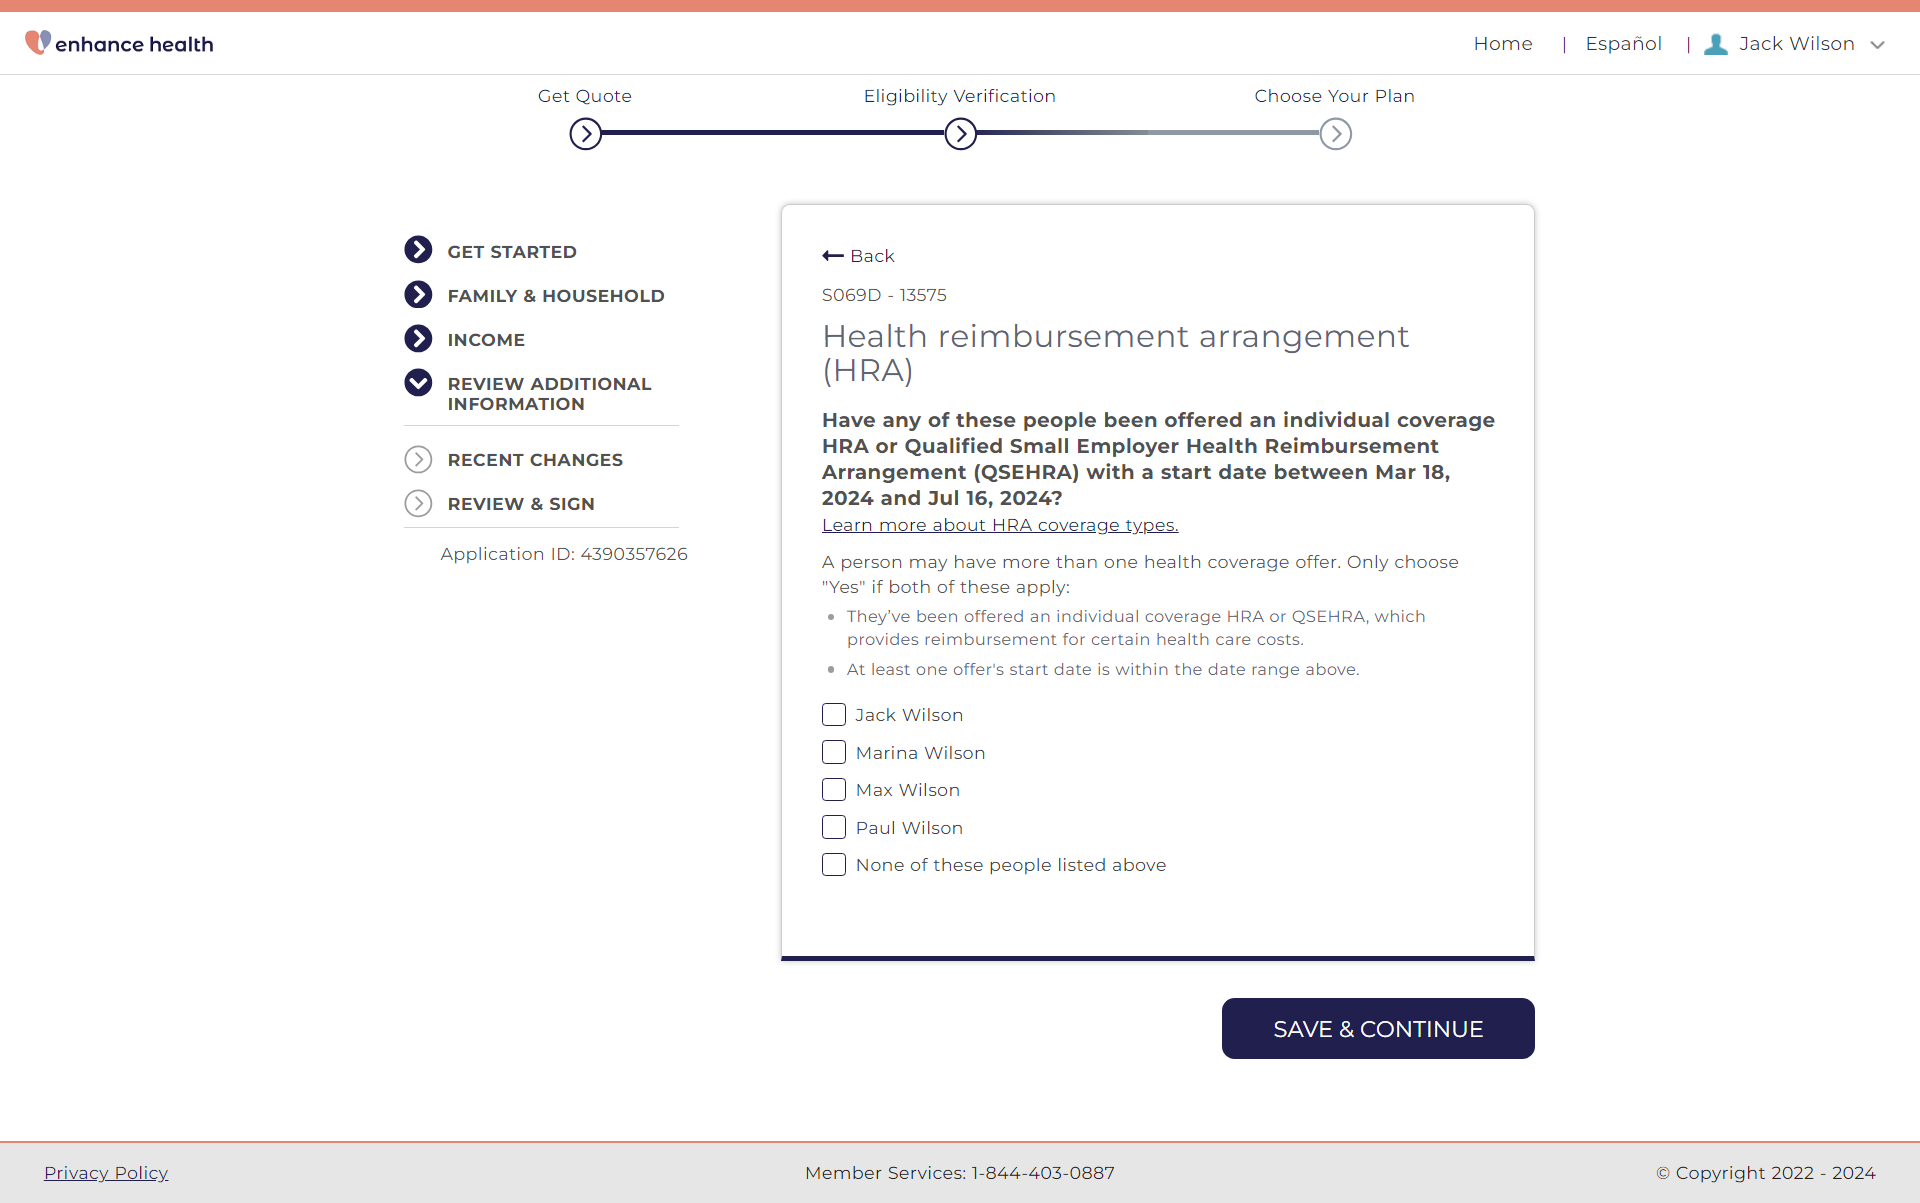 enhance health
Home | Español | Jack Wilson
Get Quote
Eligibility Verification
Choose Your Plan
GET STARTED
FAMILY & HOUSEHOLD
INCOME
REVIEW ADDITIONAL
INFORMATION
RECENT CHANGES
REVIEW & SIGN
Application ID: 4390357626
Back
S069D - 13575
Health reimbursement arrangement
(HRA)
Have any of these people been offered an individual coverage
HRA or Qualified Small Employer Health Reimbursement
Arrangement (QSEHRA) with a start date between Mar 18,
2024 and Jul 16, 2024?
Learn more about HRA coverage types.
A person may have more than one health coverage offer. Only choose
"Yes" if both of these apply:
• They’ve been offered an individual coverage HRA or QSEHRA, which
provides reimbursement for certain health care costs.
• At least one offer's start date is within the date range above.
Jack Wilson
Marina Wilson
Max Wilson
Paul Wilson
None of these people listed above
SAVE & CONTINUE
Privacy Policy
Member Services: 1-844-403-0887
© Copyright 2022 - 2024